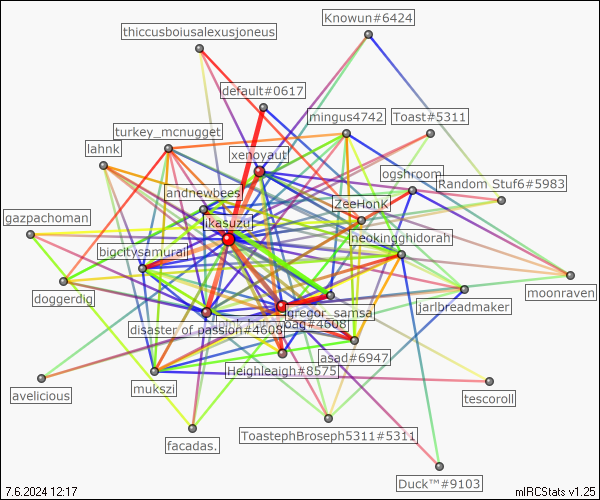 Knowun#6424
thiccusboiusalexusjoneus
default#0617
mingus4742
Toast#5311
turkey_mcnugget
lahnk
xenoyaut
ogshroom
Random Stuf6#5983
andnewbees
ZeeHonK
gazpachoman
ikasuzu
neokingghidorah
bigcitysamurai
moonraven
doggerdig
jarlbreadmaker
gregor_samsa
disaster of passion#4608
asad#6947
Heighleaigh#8575
mukszi
avelicious
tescoroll
facadas.
ToastephBroseph5311#5311
Duck™#9103
7.6.2024 12:17
mIRCStats v1.25